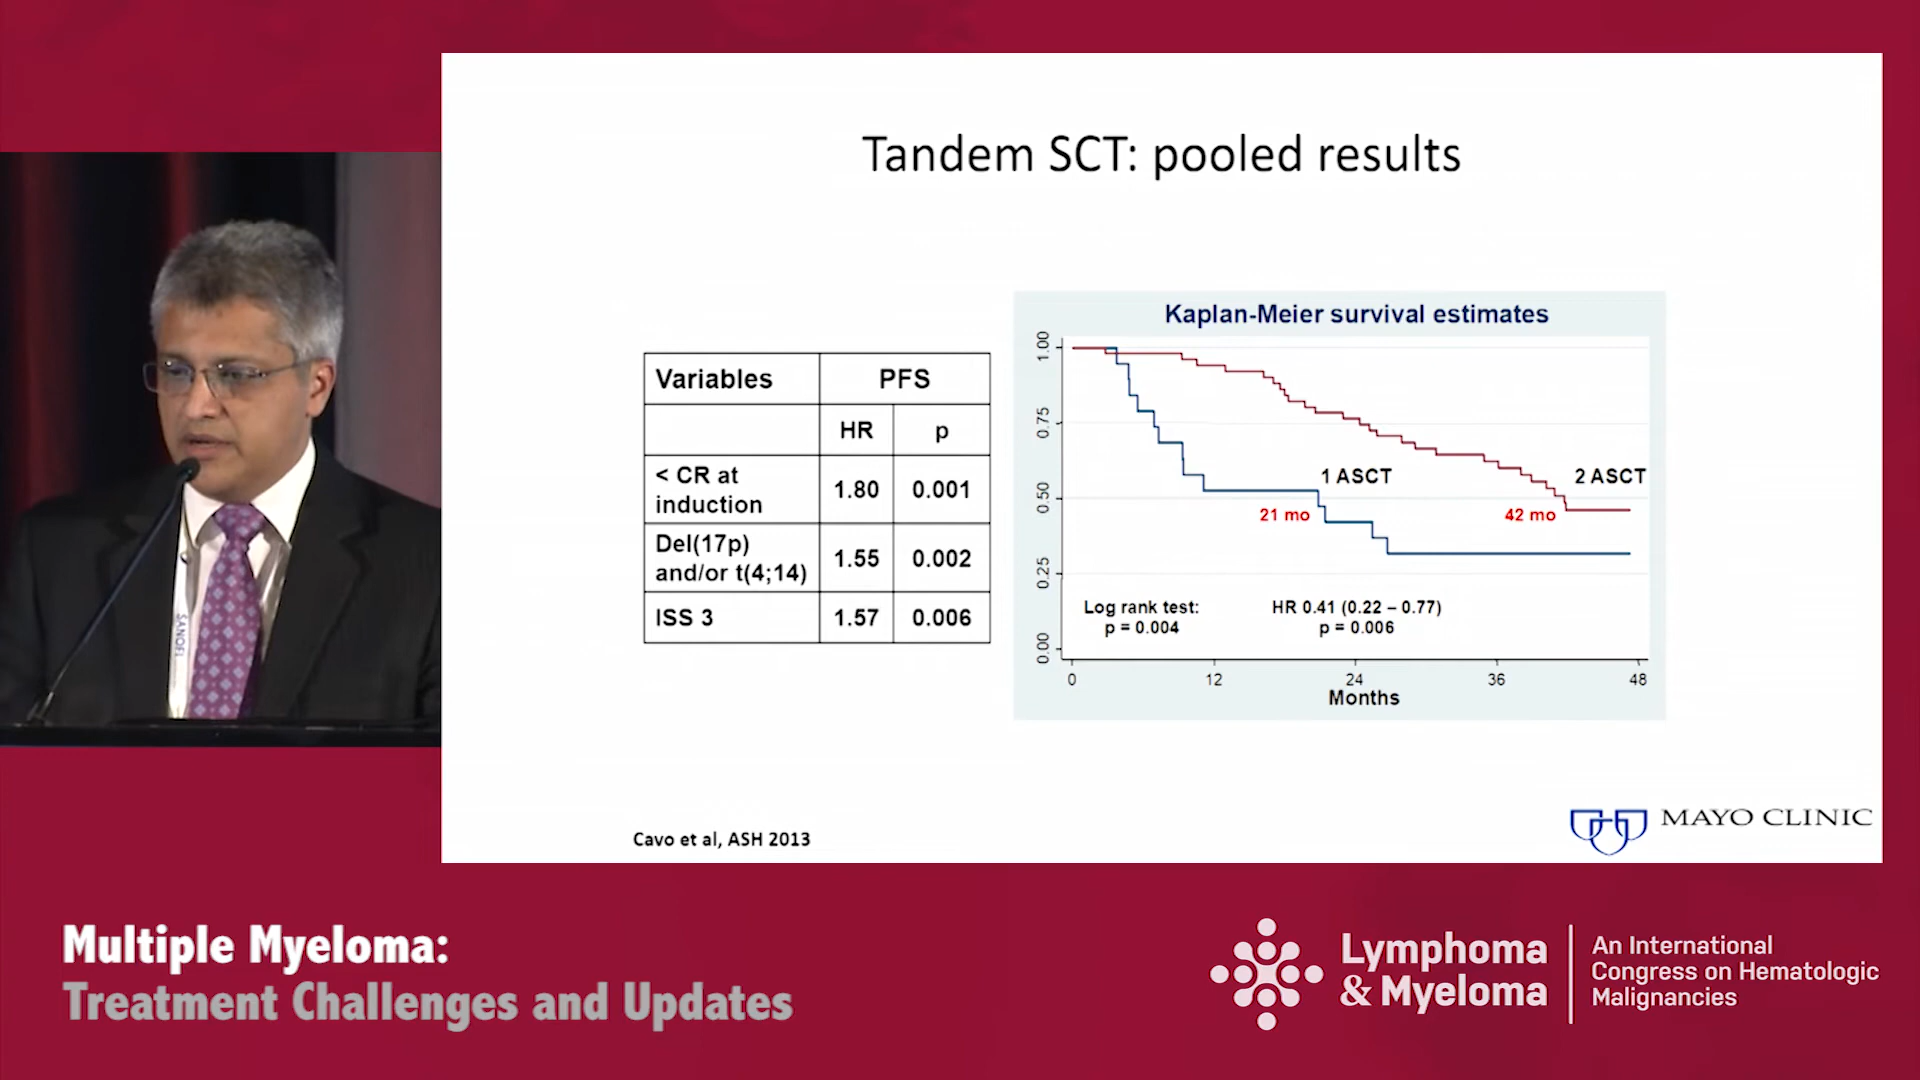 Tandem SCT: pooled results
Variables PFS
HR p
< CR at
induction
1.80 0.001
Del(17p)
and/or t(4;14)
1.55 0.002
ISS 3 1.57 0.006
Kaplan-Meier survival estimates
1.00
0.75
0.50
0.25
0.00
1 ASCT
2 ASCT
21 mo
42 mo
Log rank test:
p = 0.004
HR 0.41 (0.22 – 0.77)
p = 0.006
0 12 24 36 48
Months
SANOFI
Cavo et al, ASH 2013
MAYO CLINIC
Multiple Myeloma:
Treatment Challenges and Updates
Lymphoma
& Myeloma
An International
Congress on Hematologic
Malignancies